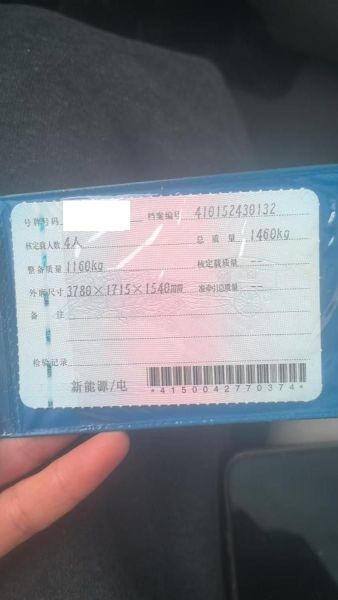 号牌号码 档案编号 410152430132
核定载人数 4人 总质量 1460kg
整备质量 1160kg 核定载质量 --
外廓尺寸 3780×1715×1540mm 准牵引总质量 --
备注
检验记录
新能源/电
*4150042770374*